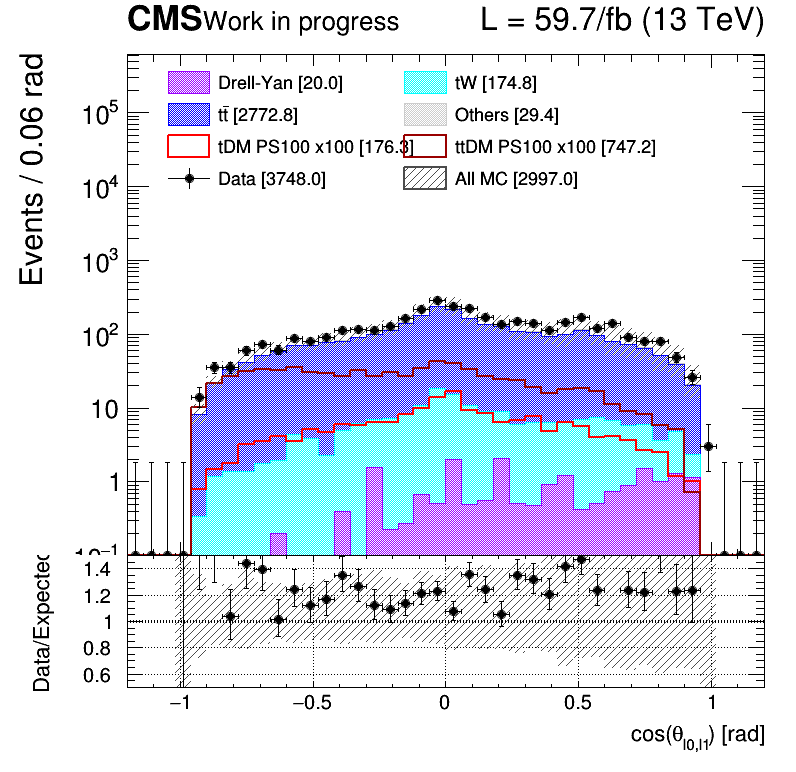 CMS Work in progress L = 59.7/fb (13 TeV)
Events / 0.06 rad
Drell-Yan [20.0] tW [174.8]
tt̄ [2772.8] Others [29.4]
tDM PS100 x100 [176.3] ttDM PS100 x100 [747.2]
Data [3748.0] All MC [2997.0]
10⁵
10⁴
10³
10²
10
1
10⁻¹
Data/Expected
1.4
1.2
1
0.8
0.6
−1 −0.5 0 0.5 1
cos(θ_l0,l1) [rad]